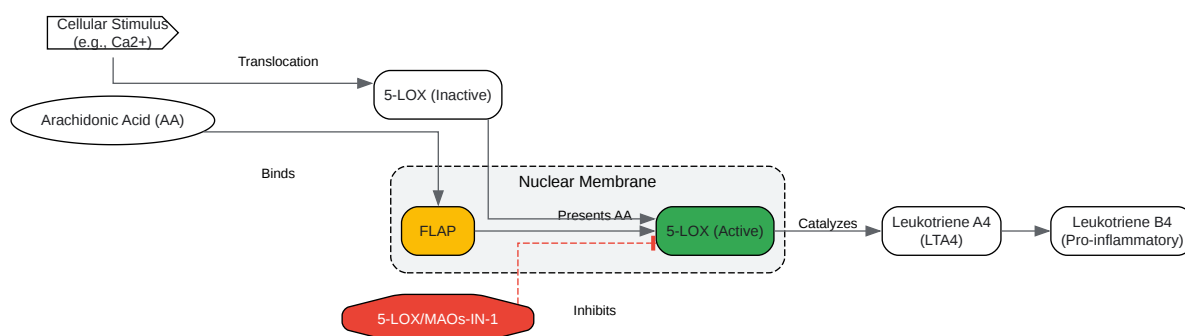 Cellular Stimulus
(e.g., Ca2+)
Translocation
5-LOX (Inactive)
Arachidonic Acid (AA)
Binds
Nuclear Membrane
FLAP
Presents AA
5-LOX (Active)
Catalyzes
Leukotriene A4
(LTA4)
Leukotriene B4
(Pro-inflammatory)
5-LOX/MAOs-IN-1
Inhibits